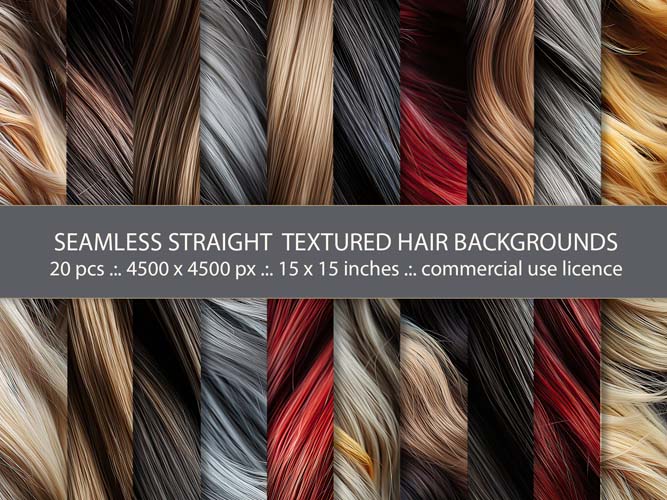 SEAMLESS STRAIGHT  TEXTURED HAIR BACKGROUNDS
20 pcs .:. 4500 x 4500 px .:. 15 x 15 inches .:. commercial use licence